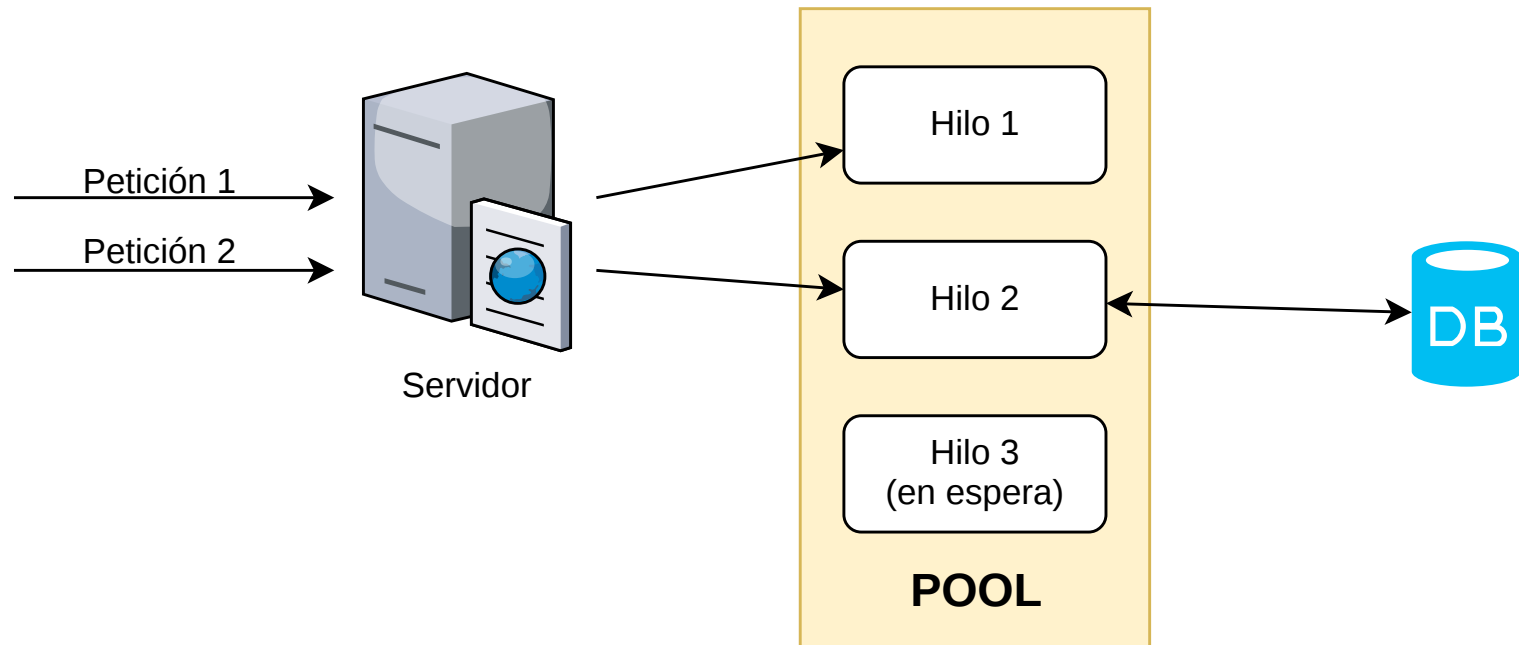 Petición 1
Petición 2
Servidor
Hilo 1
Hilo 2
Hilo 3
(en espera)
POOL
DB